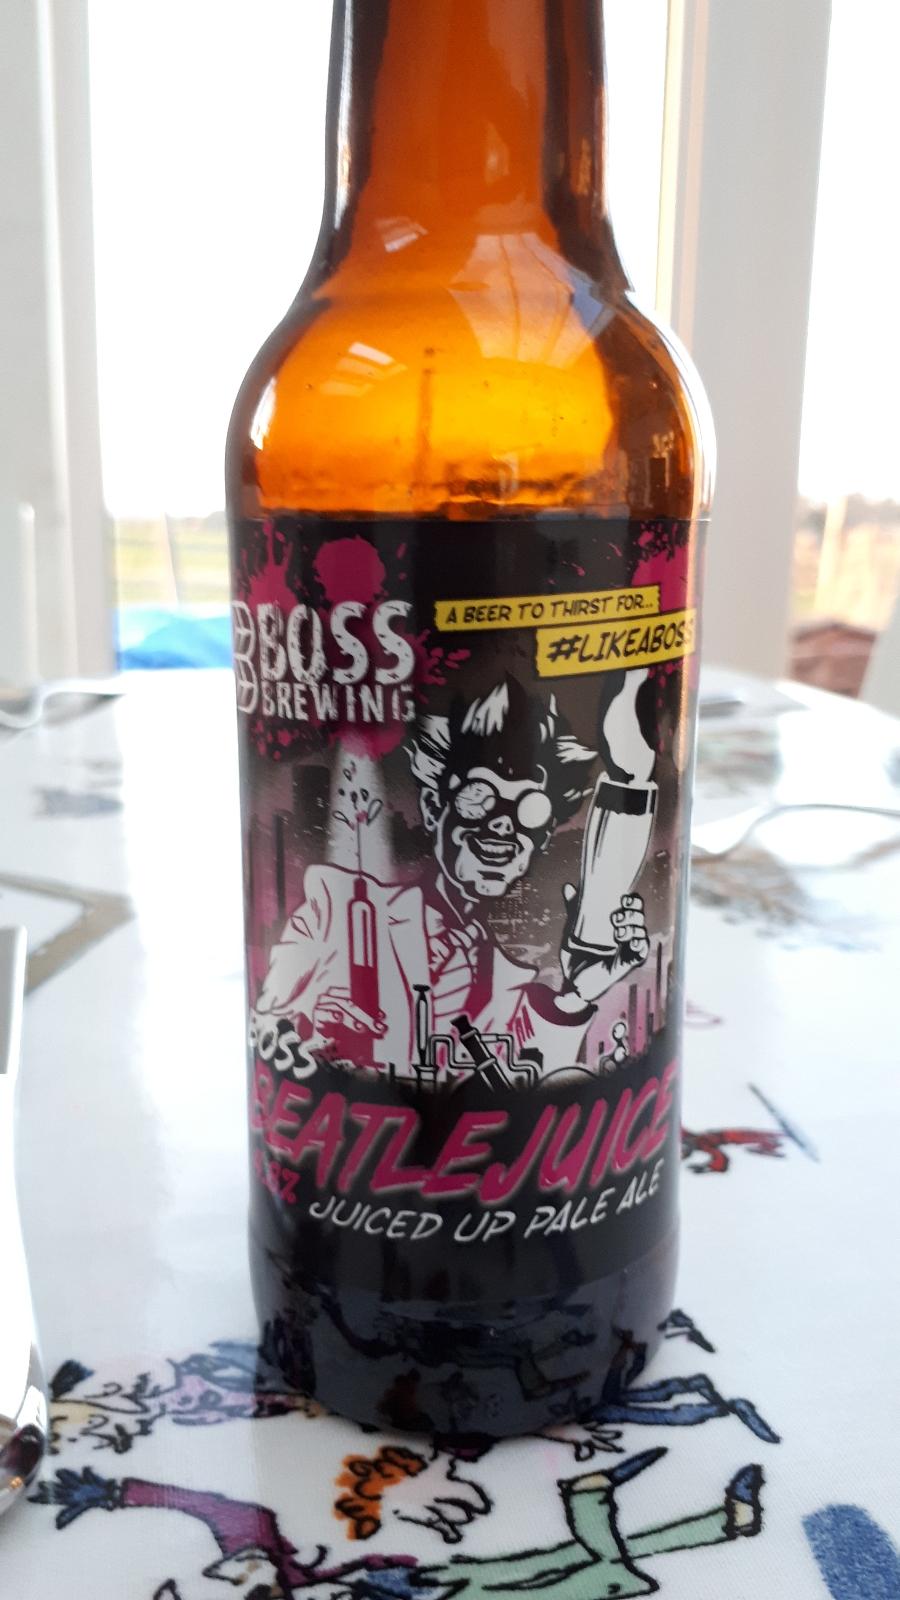 BOSS
BREWING
A BEER TO THIRST FOR...
#LIKEABOSS
BOSS
BEATLEJUICE
JUICED UP PALE ALE